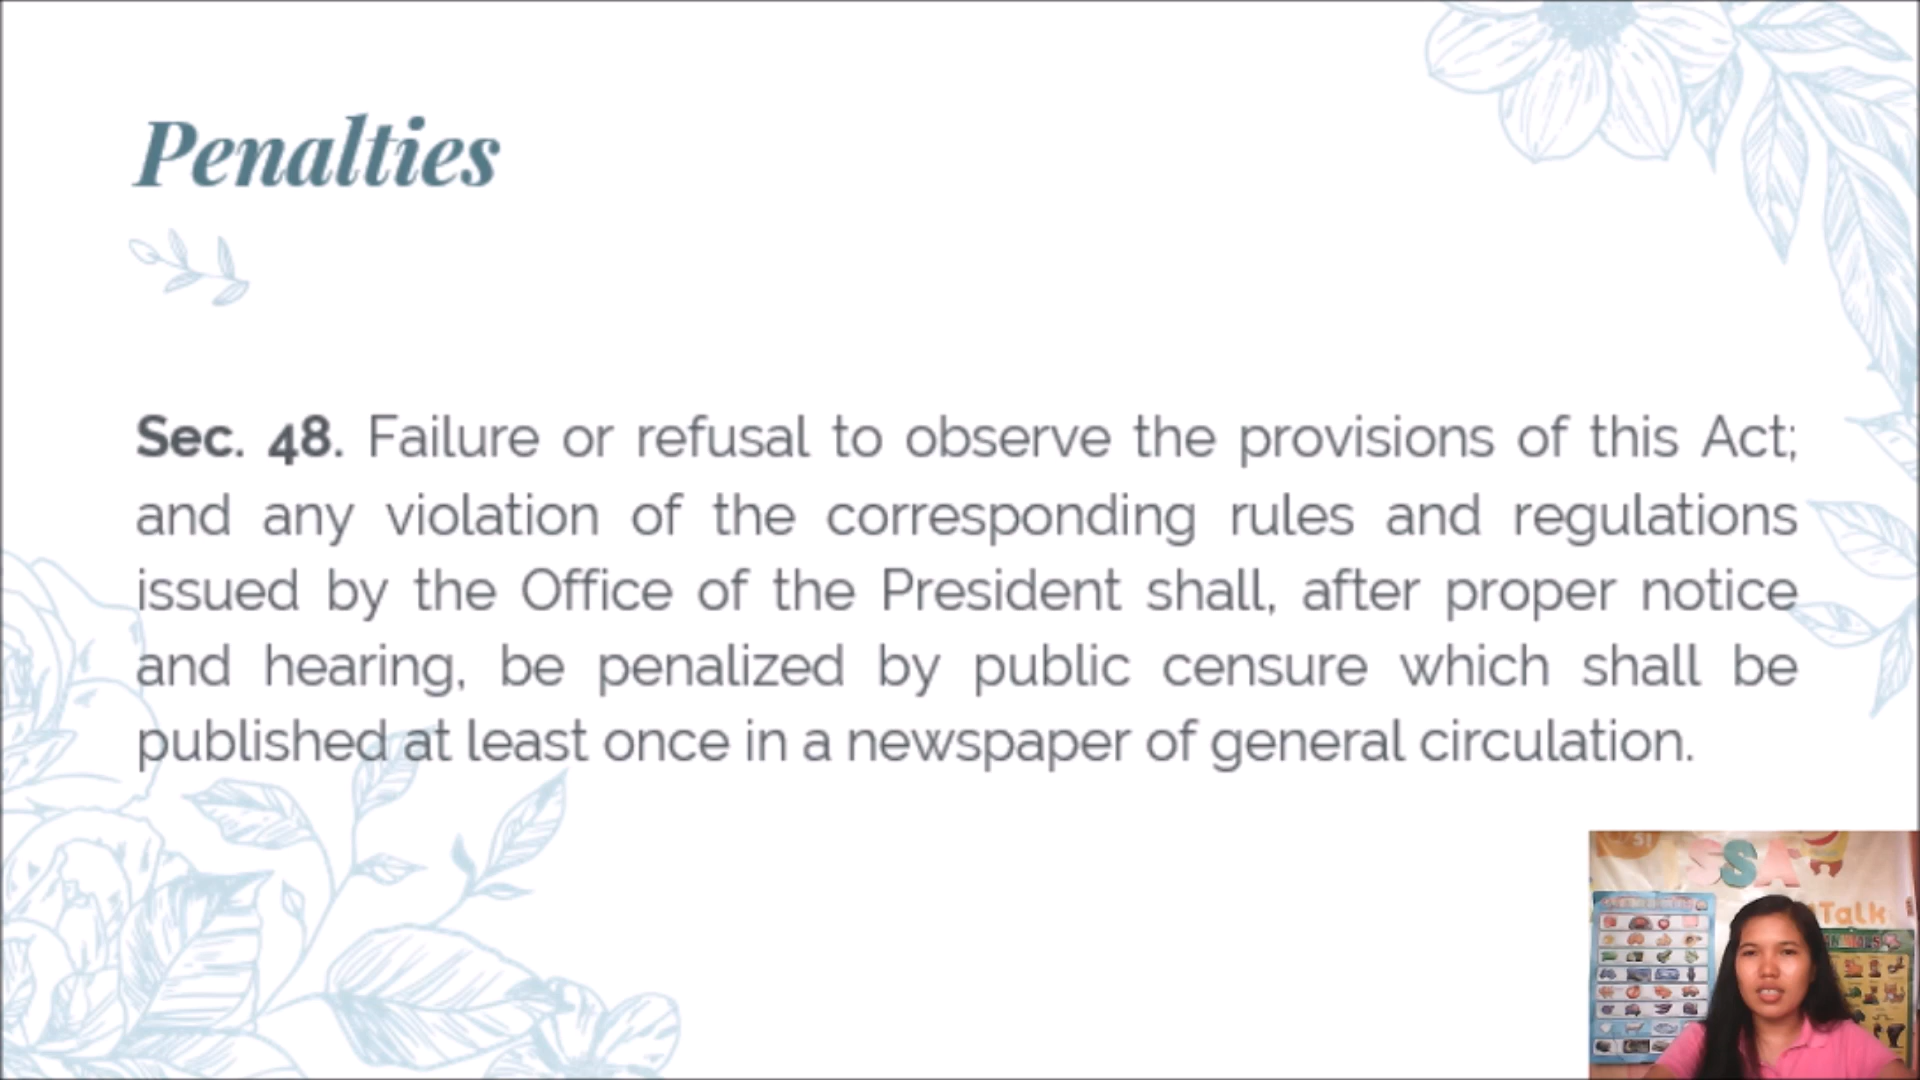 Penalties
Sec. 48. Failure or refusal to observe the provisions of this Act;
and any violation of the corresponding rules and regulations
issued by the Office of the President shall, after proper notice
and hearing, be penalized by public censure which shall be
published at least once in a newspaper of general circulation.
SSA
Talk